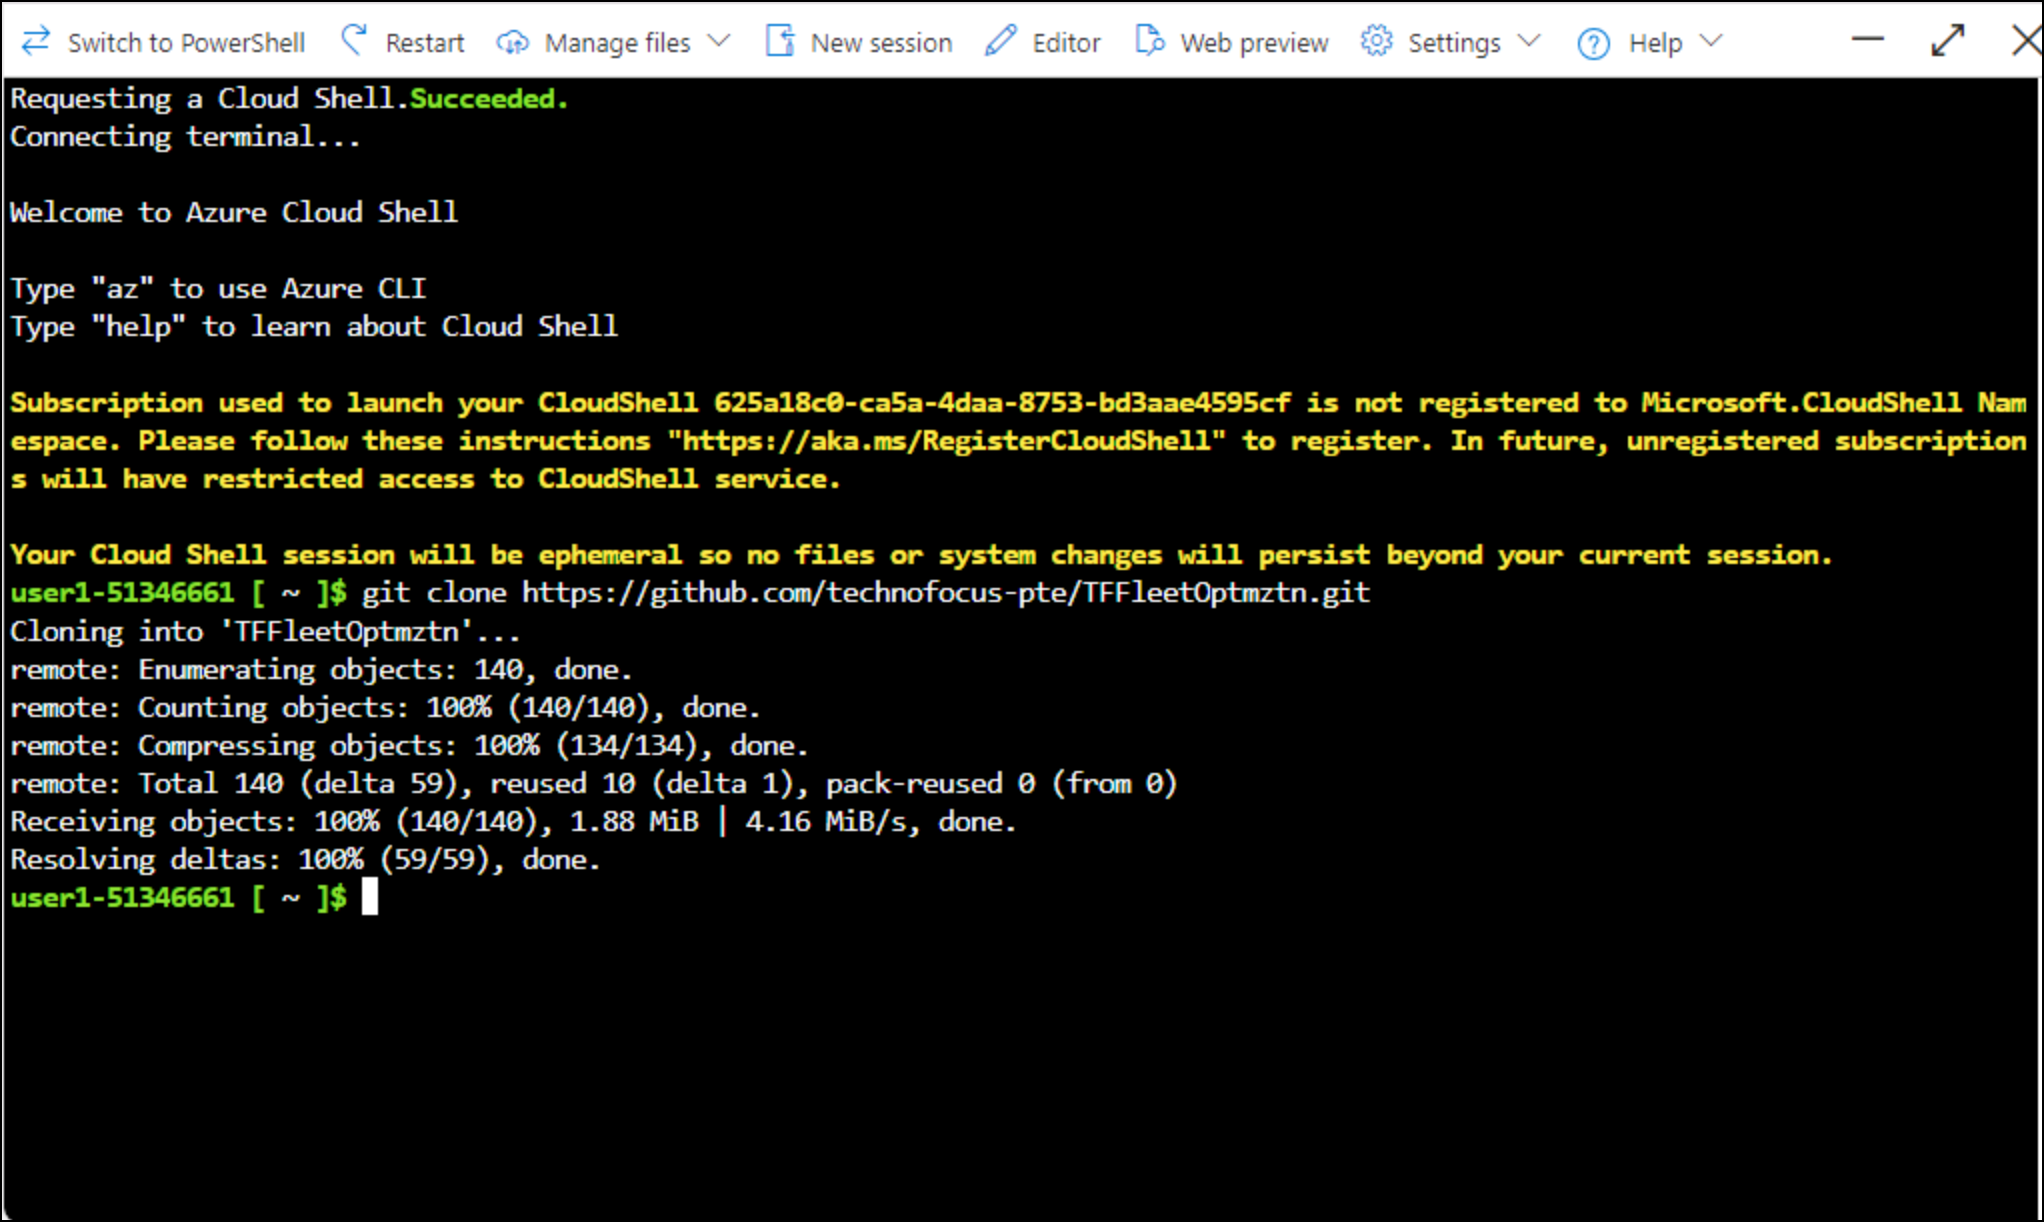 Switch to PowerShell Restart Manage files New session Editor Web preview Settings Help
Requesting a Cloud Shell.Succeeded.
Connecting terminal...
Welcome to Azure Cloud Shell
Type "az" to use Azure CLI
Type "help" to learn about Cloud Shell
Subscription used to launch your CloudShell 625a18c0-ca5a-4daa-8753-bd3aae4595cf is not registered to Microsoft.CloudShell Nam
espace. Please follow these instructions "https://aka.ms/RegisterCloudShell" to register. In future, unregistered subscription
s will have restricted access to CloudShell service.
Your Cloud Shell session will be ephemeral so no files or system changes will persist beyond your current session.
user1-51346661 [ ~ ]$ git clone https://github.com/technofocus-pte/TFFleetOptmztn.git
Cloning into 'TFFleetOptmztn'...
remote: Enumerating objects: 140, done.
remote: Counting objects: 100% (140/140), done.
remote: Compressing objects: 100% (134/134), done.
remote: Total 140 (delta 59), reused 10 (delta 1), pack-reused 0 (from 0)
Receiving objects: 100% (140/140), 1.88 MiB | 4.16 MiB/s, done.
Resolving deltas: 100% (59/59), done.
user1-51346661 [ ~ ]$